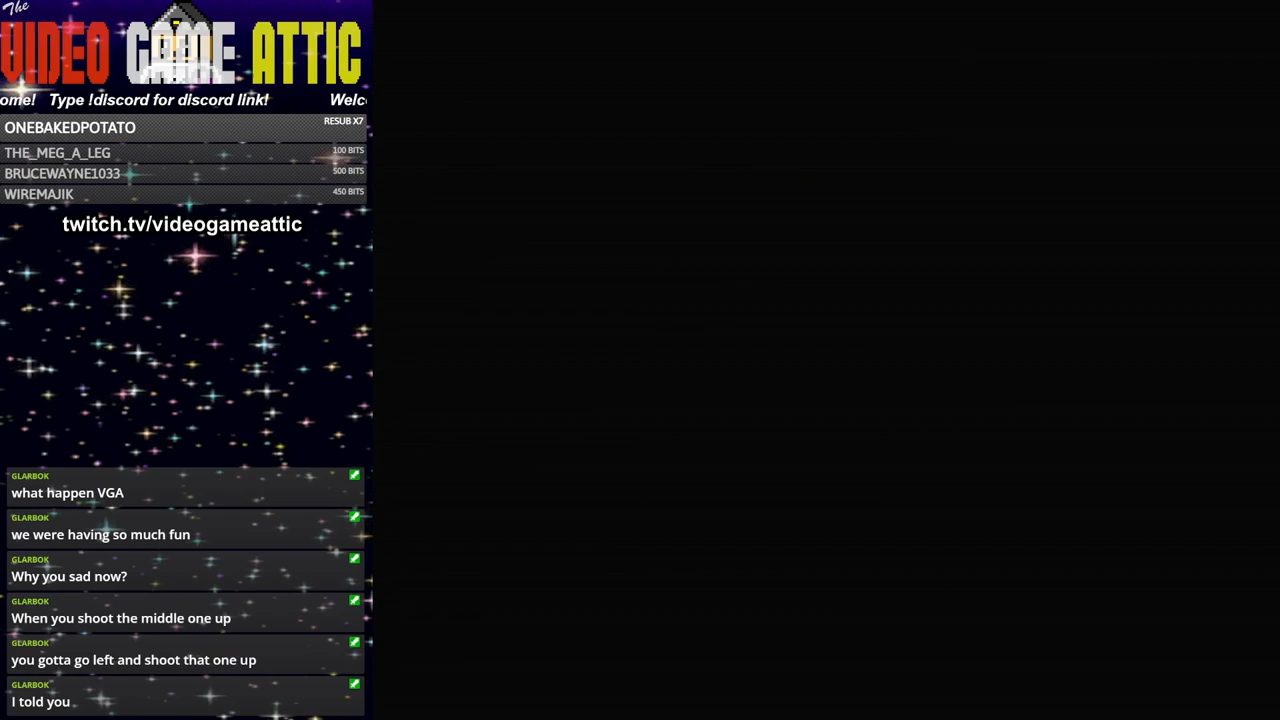 The
VIDEO GAME ATTIC
ome! Type !discord for discord link! Welc
ONEBAKEDPOTATO RESUB X7
THE_MEG_A_LEG 100 BITS
BRUCEWAYNE1033 500 BITS
WIREMAJIK 450 BITS
twitch.tv/videogameattic
GLARBOK
what happen VGA
GLARBOK
we were having so much fun
GLARBOK
Why you sad now?
GLARBOK
When you shoot the middle one up
GLARBOK
you gotta go left and shoot that one up
GLARBOK
I told you